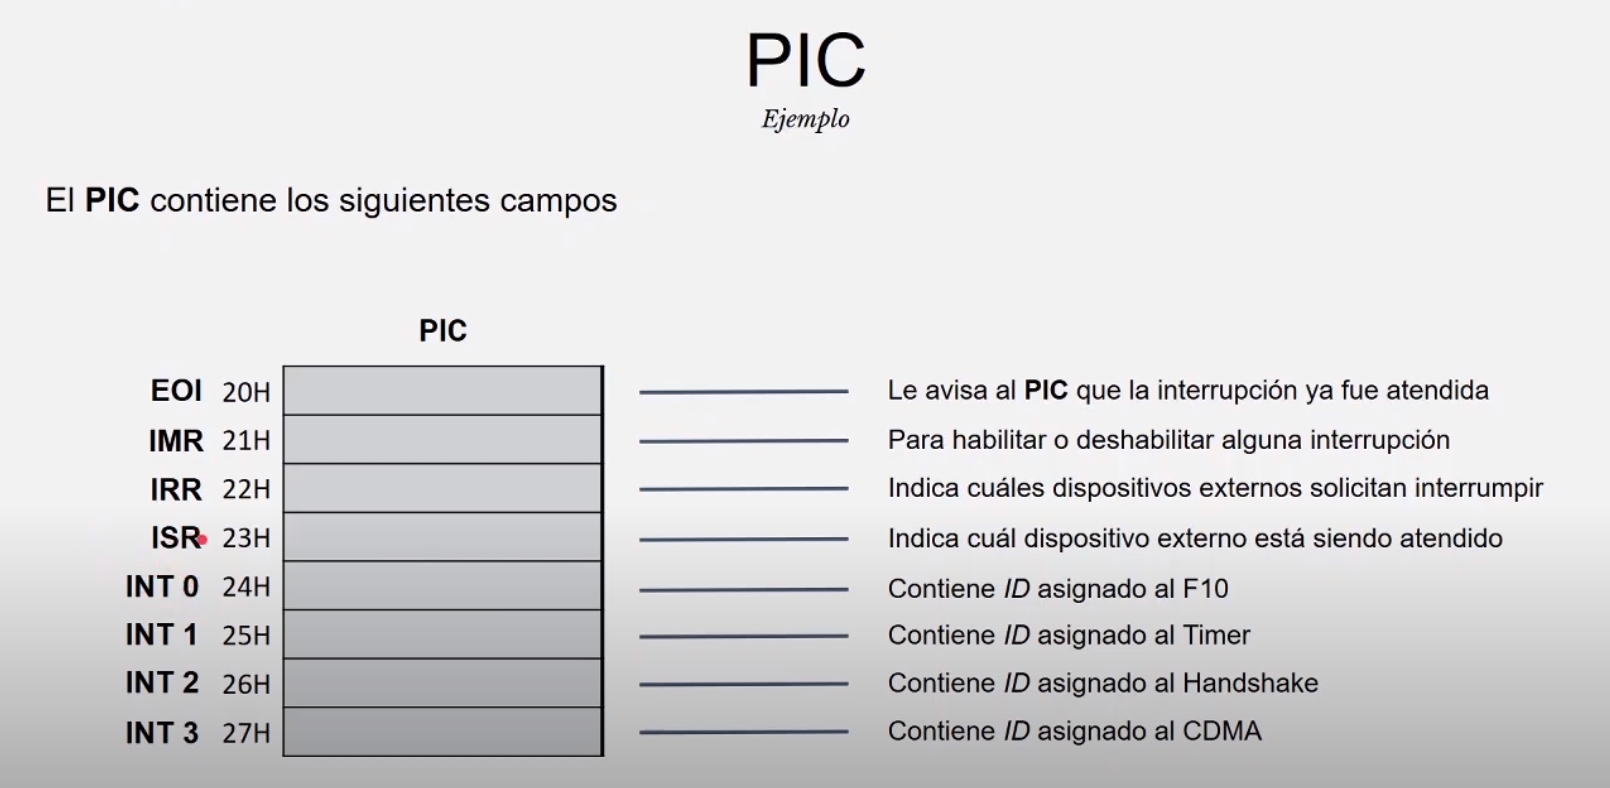 PIC
Ejemplo
El PIC contiene los siguientes campos
PIC
EOI 20H Le avisa al PIC que la interrupción ya fue atendida
IMR 21H Para habilitar o deshabilitar alguna interrupción
IRR 22H Indica cuáles dispositivos externos solicitan interrumpir
ISR 23H Indica cuál dispositivo externo está siendo atendido
INT 0 24H Contiene ID asignado al F10
INT 1 25H Contiene ID asignado al Timer
INT 2 26H Contiene ID asignado al Handshake
INT 3 27H Contiene ID asignado al CDMA